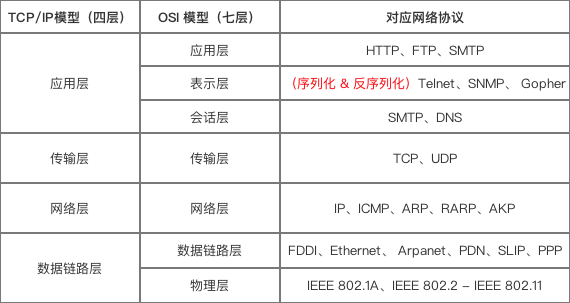 TCP/IP模型（四层） OSI 模型（七层） 对应网络协议
应用层 应用层 HTTP、FTP、SMTP
表示层 （序列化 & 反序列化）Telnet、SNMP、 Gopher
会话层 SMTP、DNS
传输层 传输层 TCP、UDP
网络层 网络层 IP、ICMP、ARP、RARP、AKP
数据链路层 数据链路层 FDDI、Ethernet、 Arpanet、PDN、SLIP、PPP
物理层 IEEE 802.1A、IEEE 802.2 – IEEE 802.11